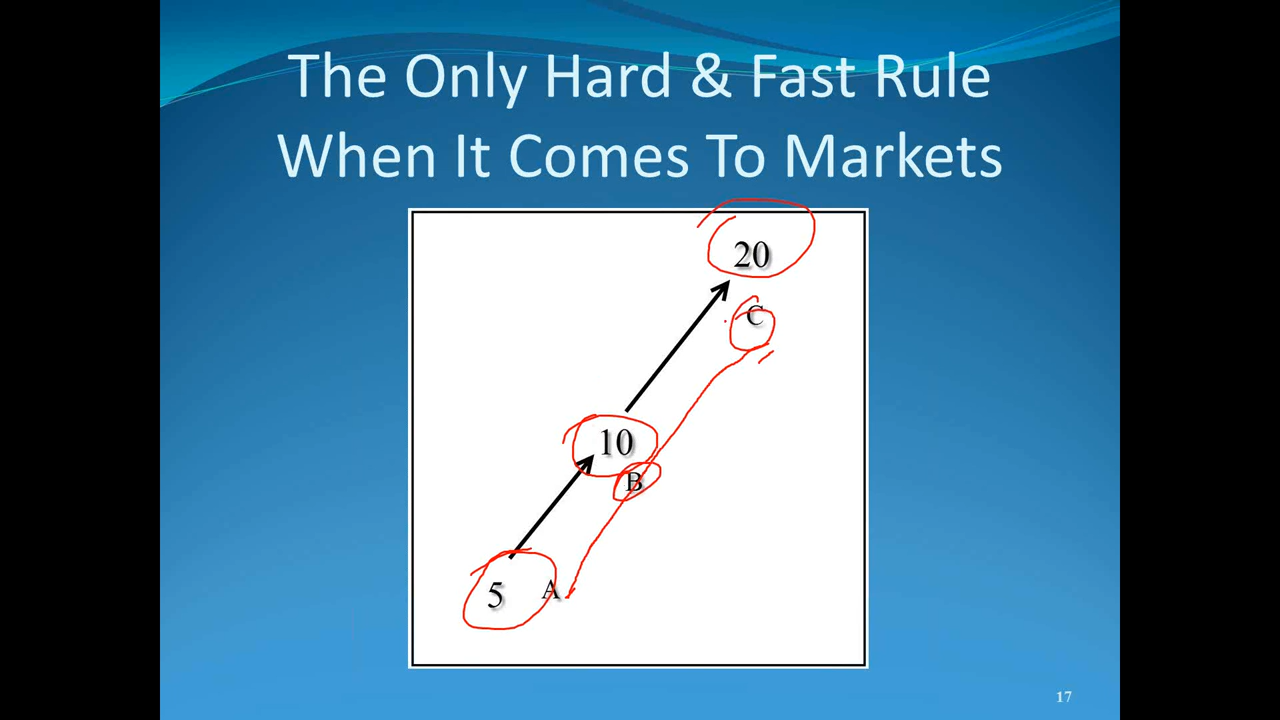 The Only Hard & Fast Rule
When It Comes To Markets
20
C
10
B
5 A
17